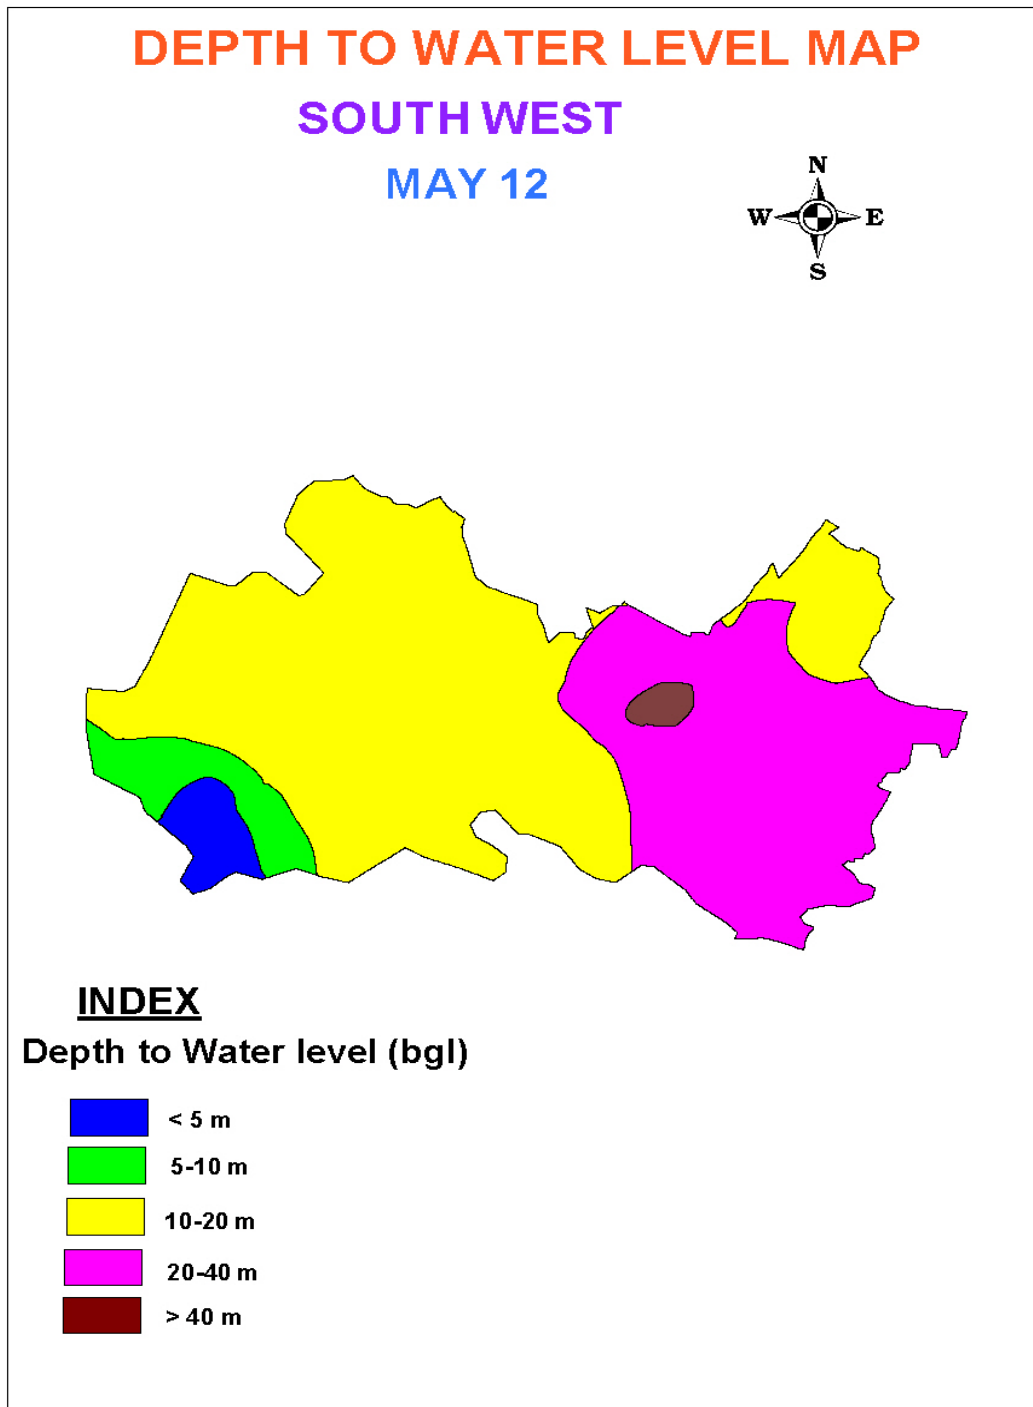 DEPTH TO WATER LEVEL MAP
SOUTH WEST
MAY 12
N
W E
S
INDEX
Depth to Water level (bgl)
< 5 m
5-10 m
10-20 m
20-40 m
> 40 m